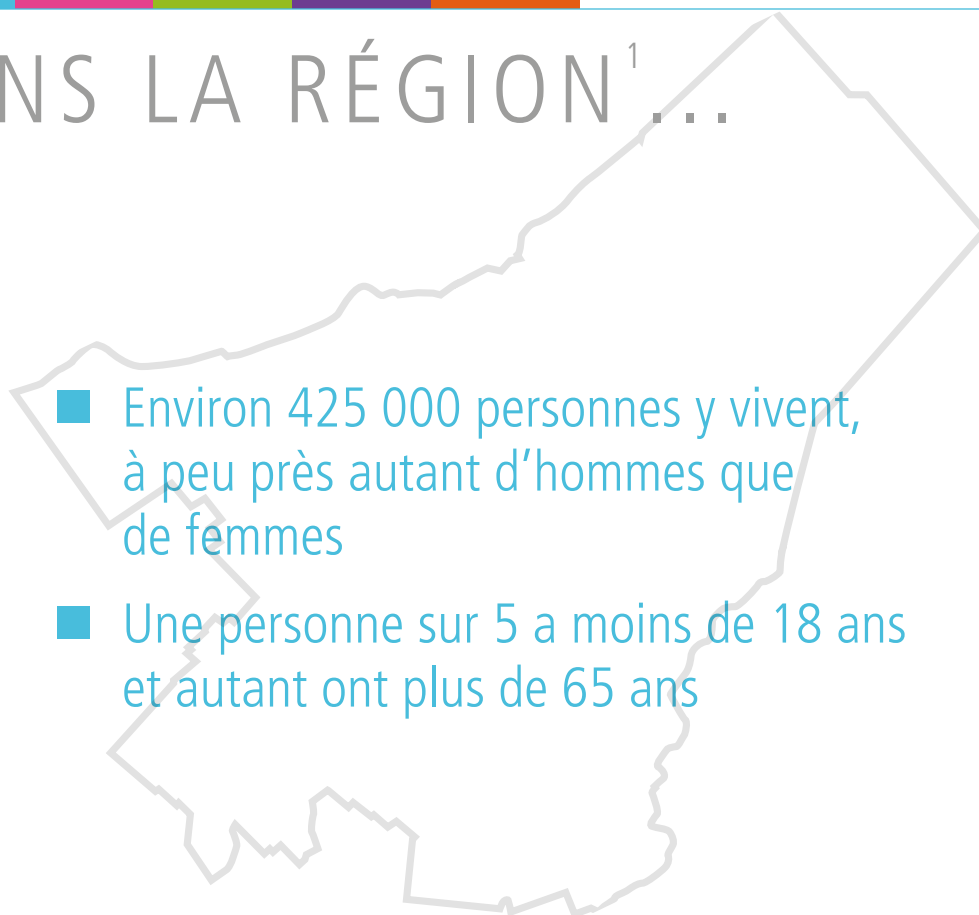 NS LA RÉGION¹...
Environ 425 000 personnes y vivent,
à peu près autant d’hommes que
de femmes
Une personne sur 5 a moins de 18 ans
et autant ont plus de 65 ans